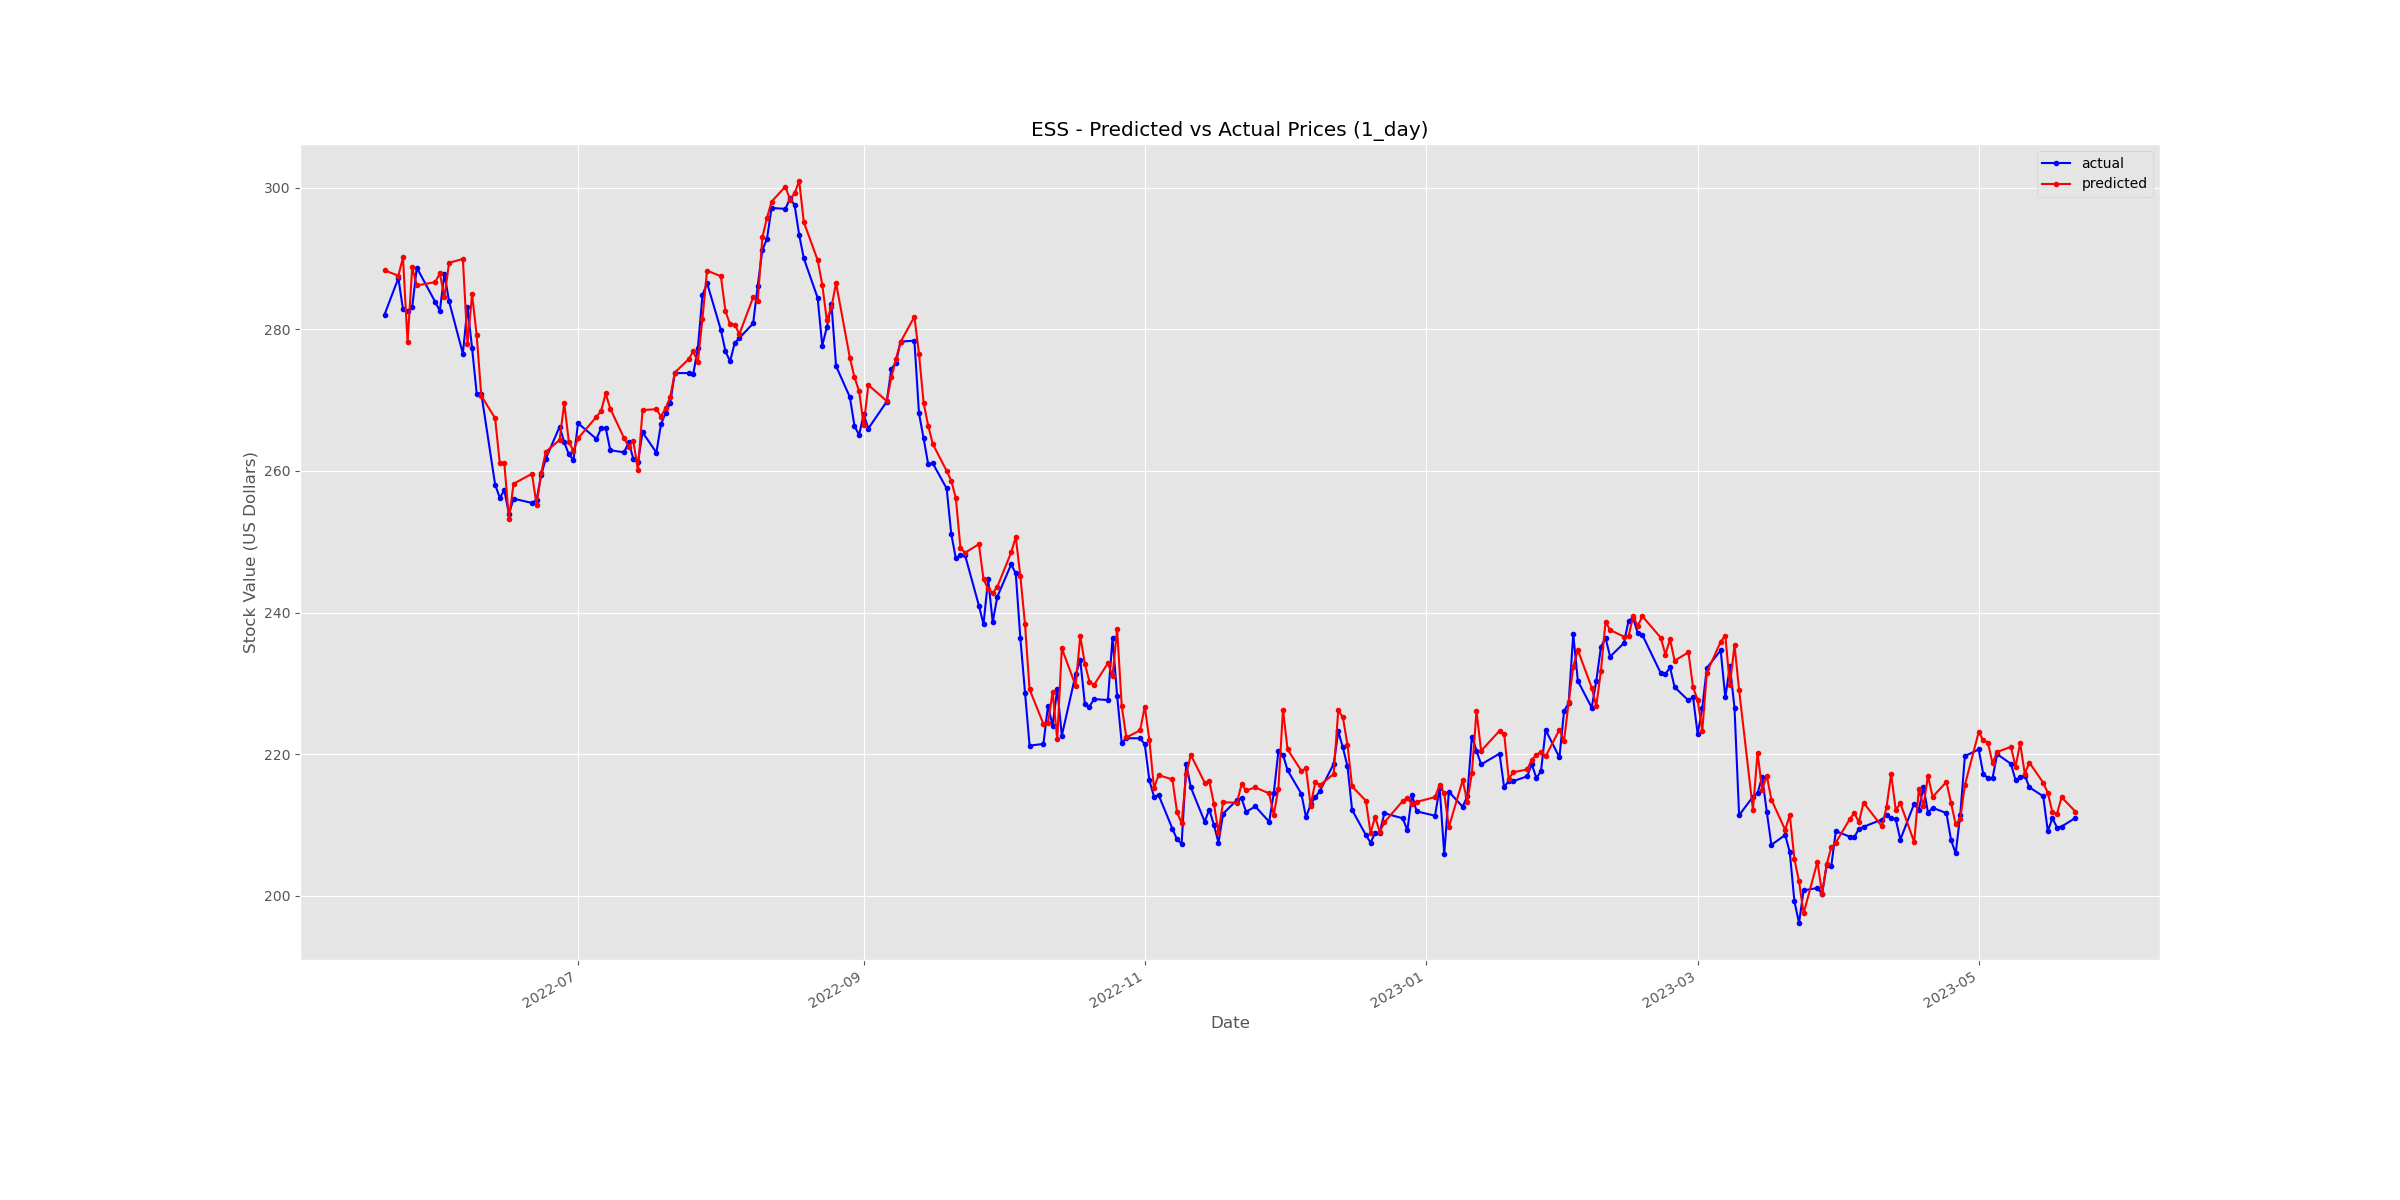 ESS - Predicted vs Actual Prices (1_day)
actual
predicted
Stock Value (US Dollars)
300
280
260
240
220
200
2022-07
2022-09
2022-11
2023-01
2023-03
2023-05
Date